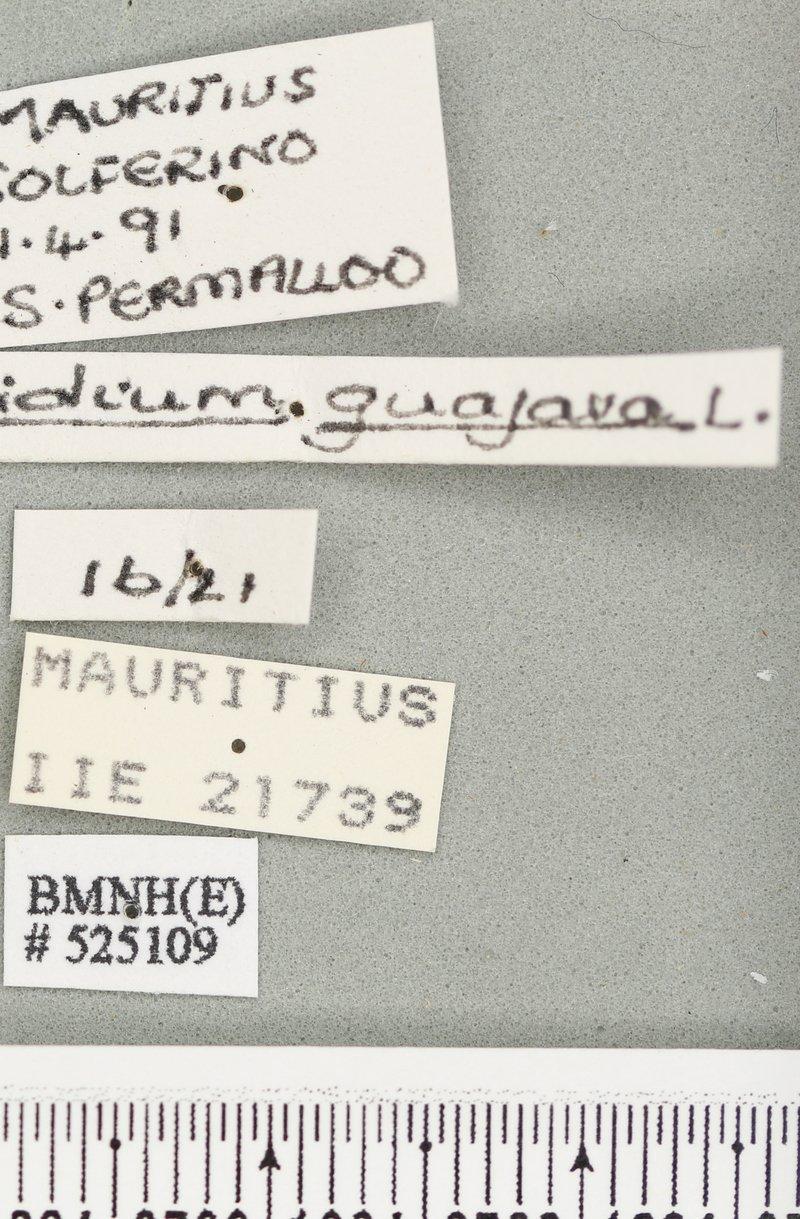 MAURITIUS
SOLFERINO
1.4.91
S. PERMALLOO
idium guajava L.
16/21
MAURITIUS
IIE 21739
BMNH(E)
# 525109